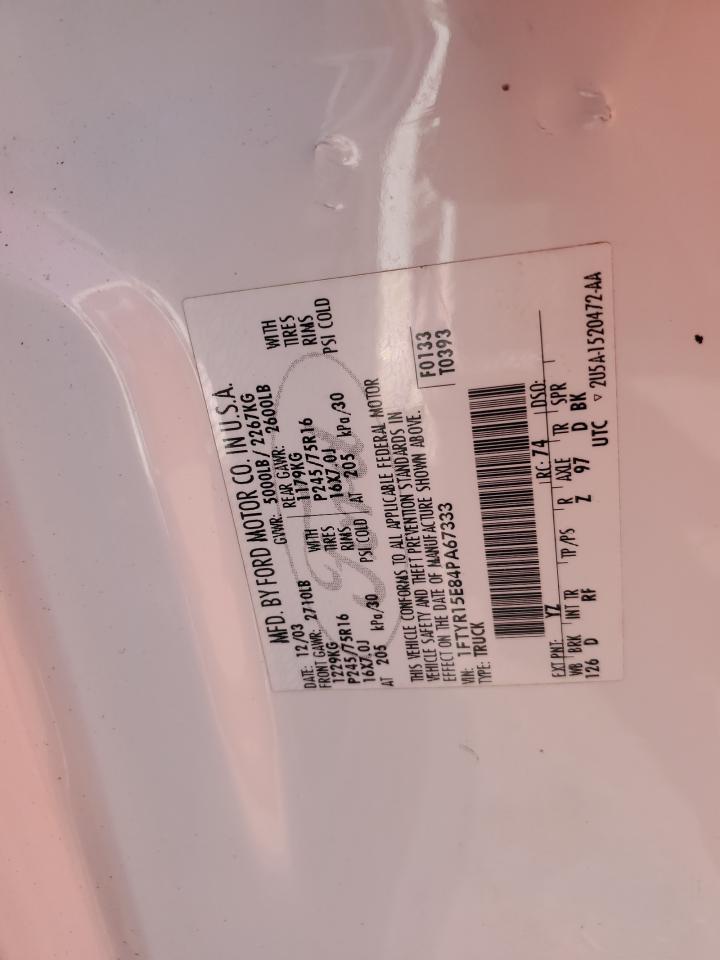 MFD. BY FORD MOTOR CO. IN U.S.A.
DATE: 12/03 GVWR: 5000LB / 2267KG
FRONT GAWR: 2710LB REAR GAWR: 2600LB
1229KG WITH 1179KG WITH
P245/75R16 TIRES P245/75R16 TIRES
16X7.0J RIMS 16X7.0J RIMS
AT 205 kPa/30 PSI COLD AT 205 kPa/30 PSI COLD
THIS VEHICLE CONFORMS TO ALL APPLICABLE FEDERAL MOTOR
VEHICLE SAFETY AND THEFT PREVENTION STANDARDS IN
EFFECT ON THE DATE OF MANUFACTURE SHOWN ABOVE.
VIN: 1FTYR15E84PA67333 F0133
TYPE: TRUCK T0393
EXT PNT: YZ RC: 74 DSO:
WB BRK INT TR TP/PS R AXLE TR SPR
126 D RF Z 97 D BK
UTC ▽ 2U5A-1520472-AA
Ford